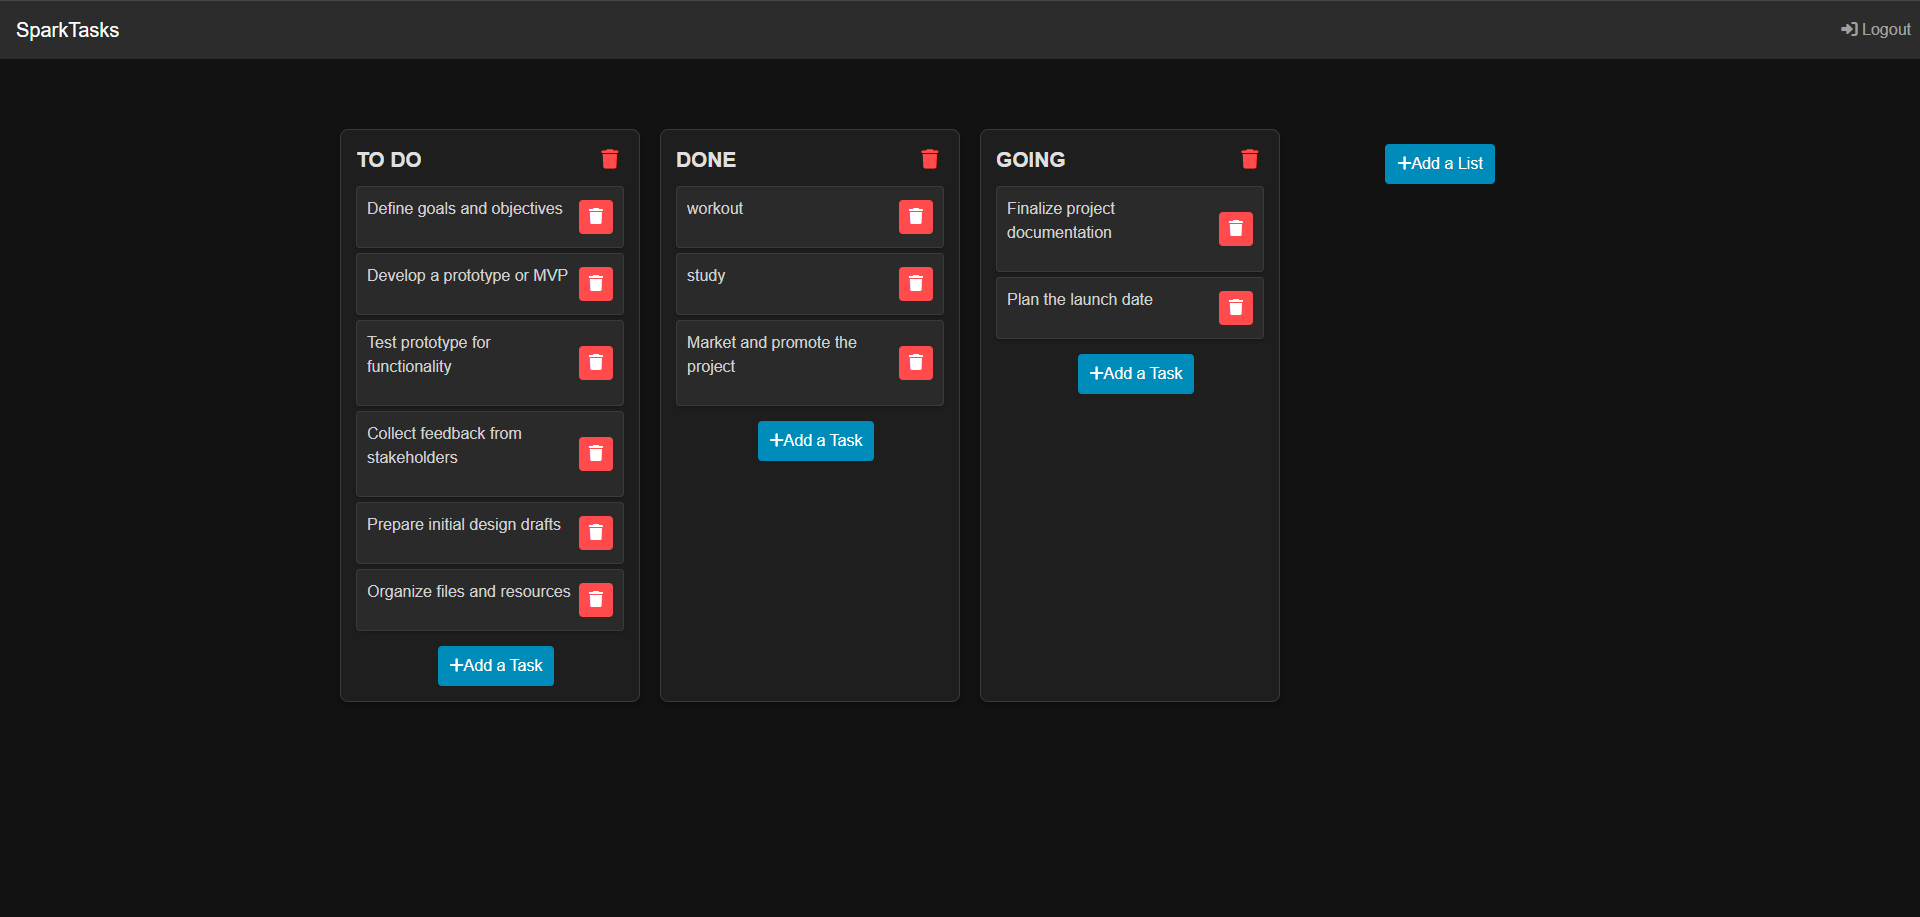 SparkTasks
Logout
TO DO
Define goals and objectives
Develop a prototype or MVP
Test prototype for
functionality
Collect feedback from
stakeholders
Prepare initial design drafts
Organize files and resources
Add a Task
DONE
workout
study
Market and promote the
project
Add a Task
GOING
Finalize project
documentation
Plan the launch date
Add a Task
Add a List